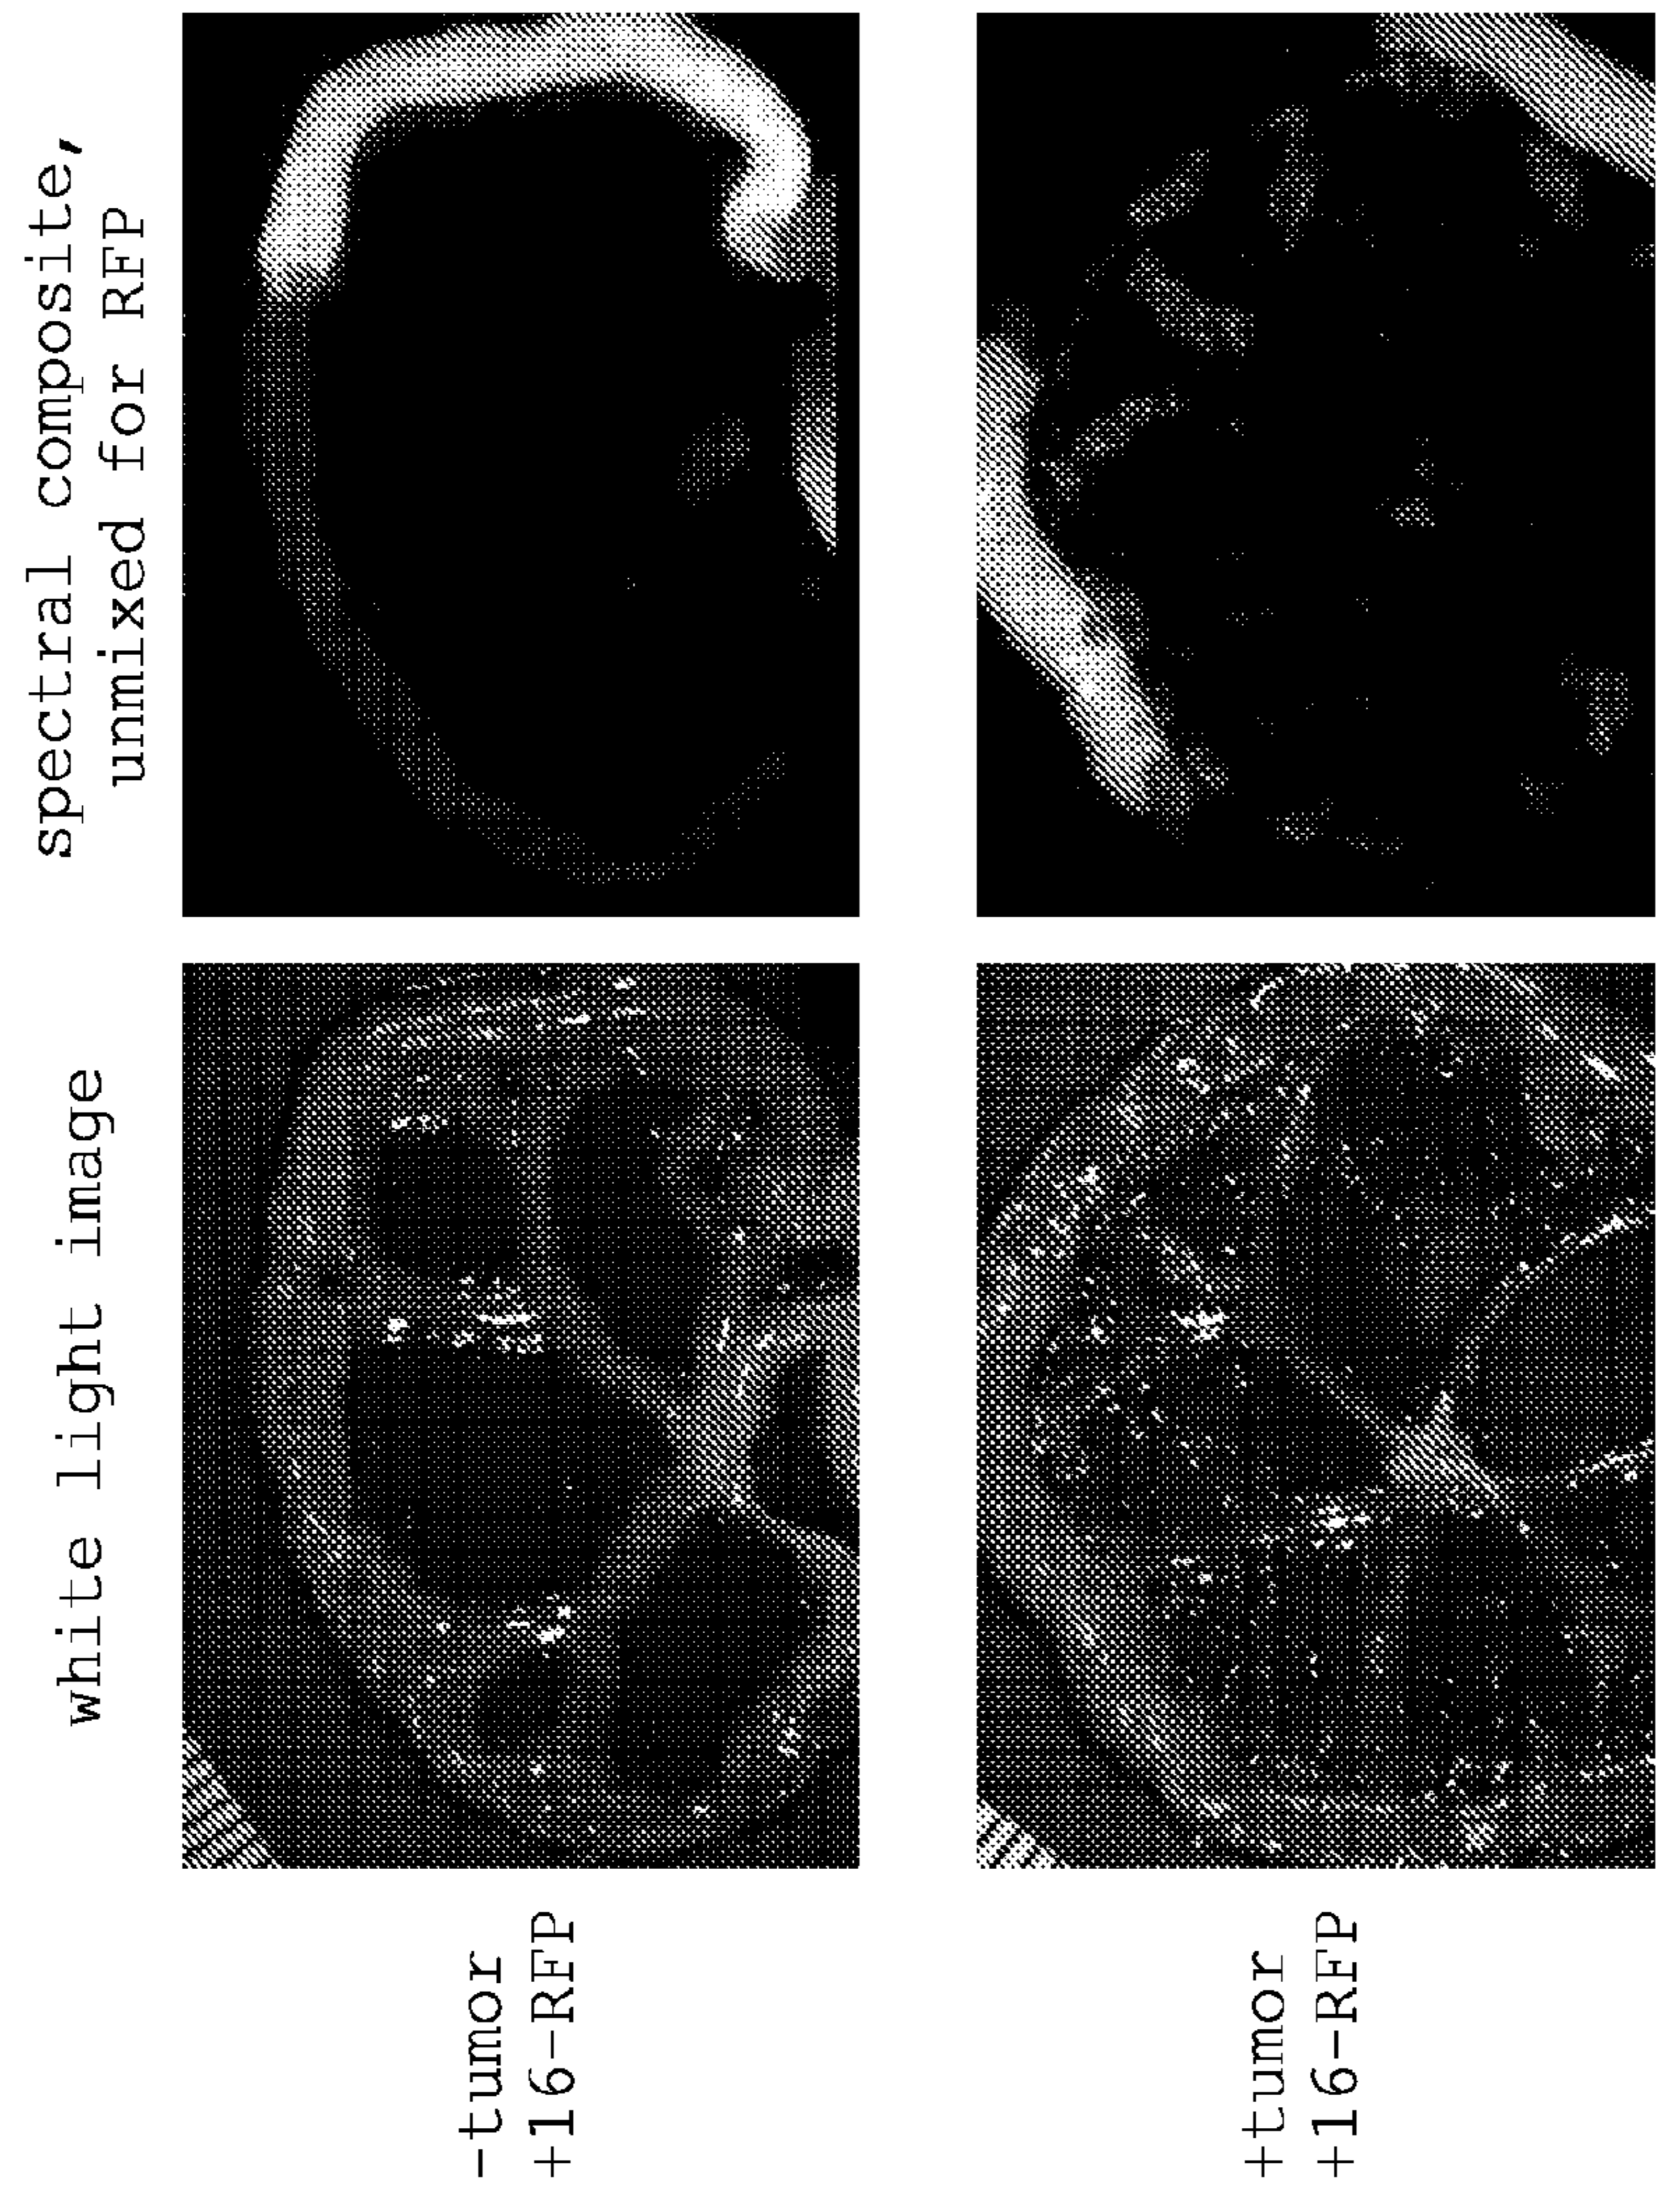 white light image
spectral composite,
unmixed for RFP
-tumor
+16-RFP
+tumor
+16-RFP